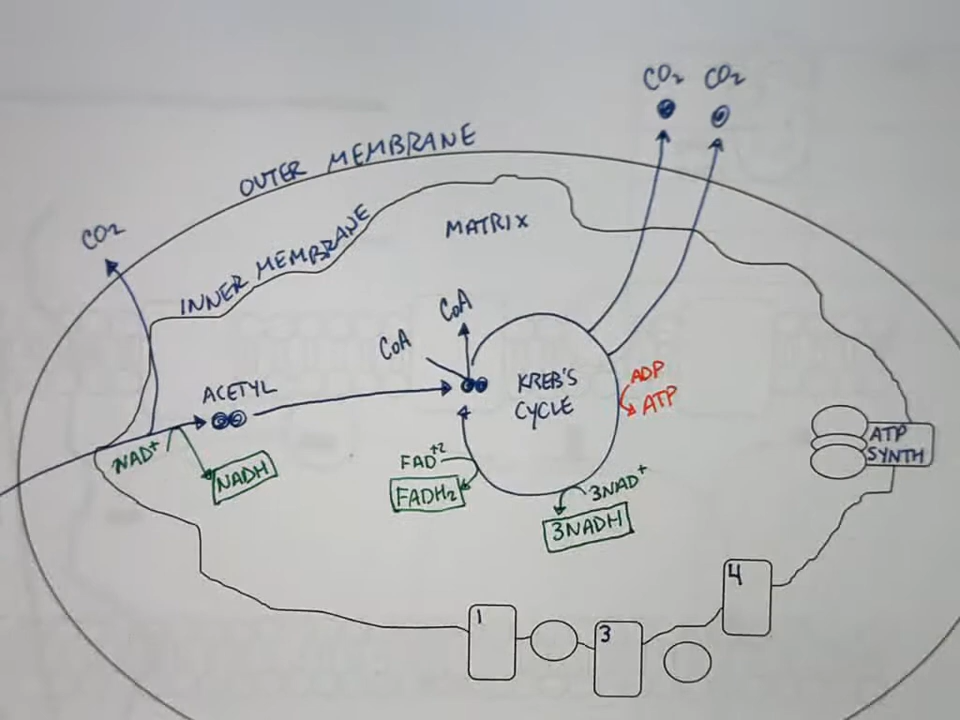 CO2
CO2
OUTER MEMBRANE
CO2
MATRIX
INNER MEMBRANE
CoA
CoA
ACETYL
KREB'S
CYCLE
ADP
ATP
NAD+
NADH
FAD+2
FADH2
3NAD+
3NADH
ATP
SYNTH
1
3
4